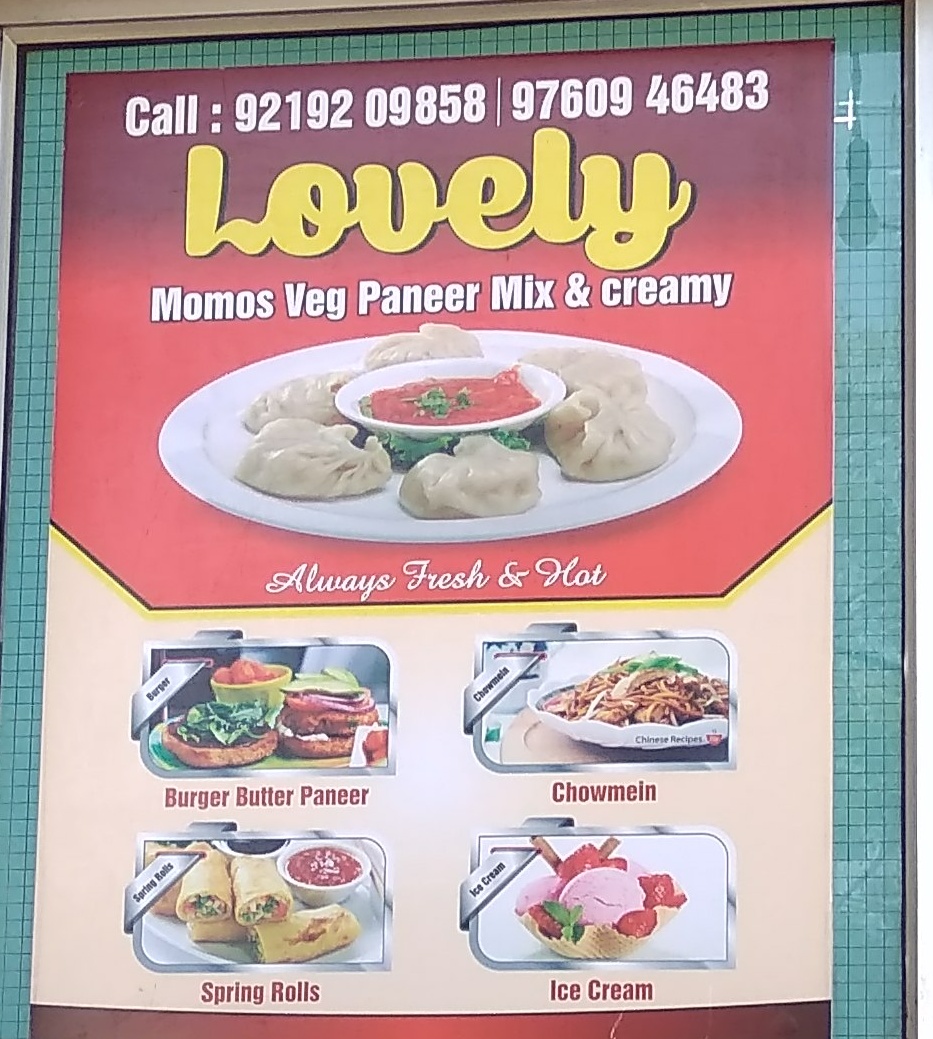 Call : 92192 09858 | 97609 46483
Lovely
Momos Veg Paneer Mix & creamy
Always Fresh & Hot
Burger
Chowmein
Chinese Recipes
Burger Butter Paneer
Chowmein
Spring Rolls
Ice Cream
Spring Rolls
Ice Cream